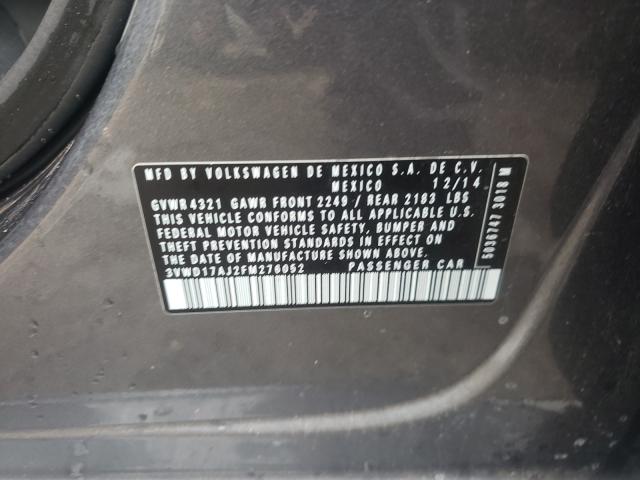 MFD BY VOLKSWAGEN DE MEXICO S.A. DE C.V.
MEXICO 12/14
GVWR 4321 GAWR FRONT 2249 / REAR 2183 LBS
THIS VEHICLE CONFORMS TO ALL APPLICABLE U.S.
FEDERAL MOTOR VEHICLE SAFETY, BUMPER AND
THEFT PREVENTION STANDARDS IN EFFECT ON
THE DATE OF MANUFACTURE SHOWN ABOVE.
3VWD17AJ2FM276052 PASSENGER CAR
5036747 3018 M